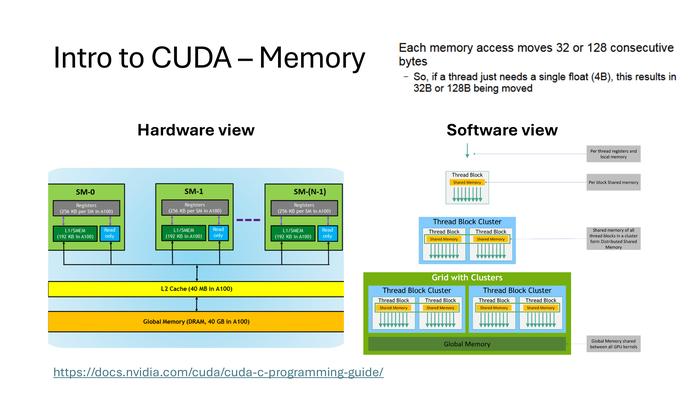 Intro to CUDA – Memory
Each memory access moves 32 or 128 consecutive
bytes
– So, if a thread just needs a single float (4B), this results in
32B or 128B being moved
Hardware view
SM-0
Registers
(256 KB per SM in A100)
L1/SMEM
(192 KB in A100)
Read
only
SM-1
Registers
(256 KB per SM in A100)
L1/SMEM
(192 KB in A100)
Read
only
SM-(N-1)
Registers
(256 KB per SM in A100)
L1/SMEM
(192 KB in A100)
Read
only
L2 Cache (40 MB in A100)
Global Memory (DRAM, 40 GB in A100)
Software view
Per thread registers and
local memory
Thread Block
Shared Memory
Per block Shared memory
Thread Block Cluster
Thread Block
Shared Memory
Thread Block
Shared Memory
Shared memory of all
thread blocks in a cluster
form Distributed Shared
Memory
Grid with Clusters
Thread Block Cluster
Thread Block
Shared Memory
Thread Block
Shared Memory
Thread Block Cluster
Thread Block
Shared Memory
Thread Block
Shared Memory
Global Memory
Global Memory shared
between all GPU kernels
https://docs.nvidia.com/cuda/cuda-c-programming-guide/